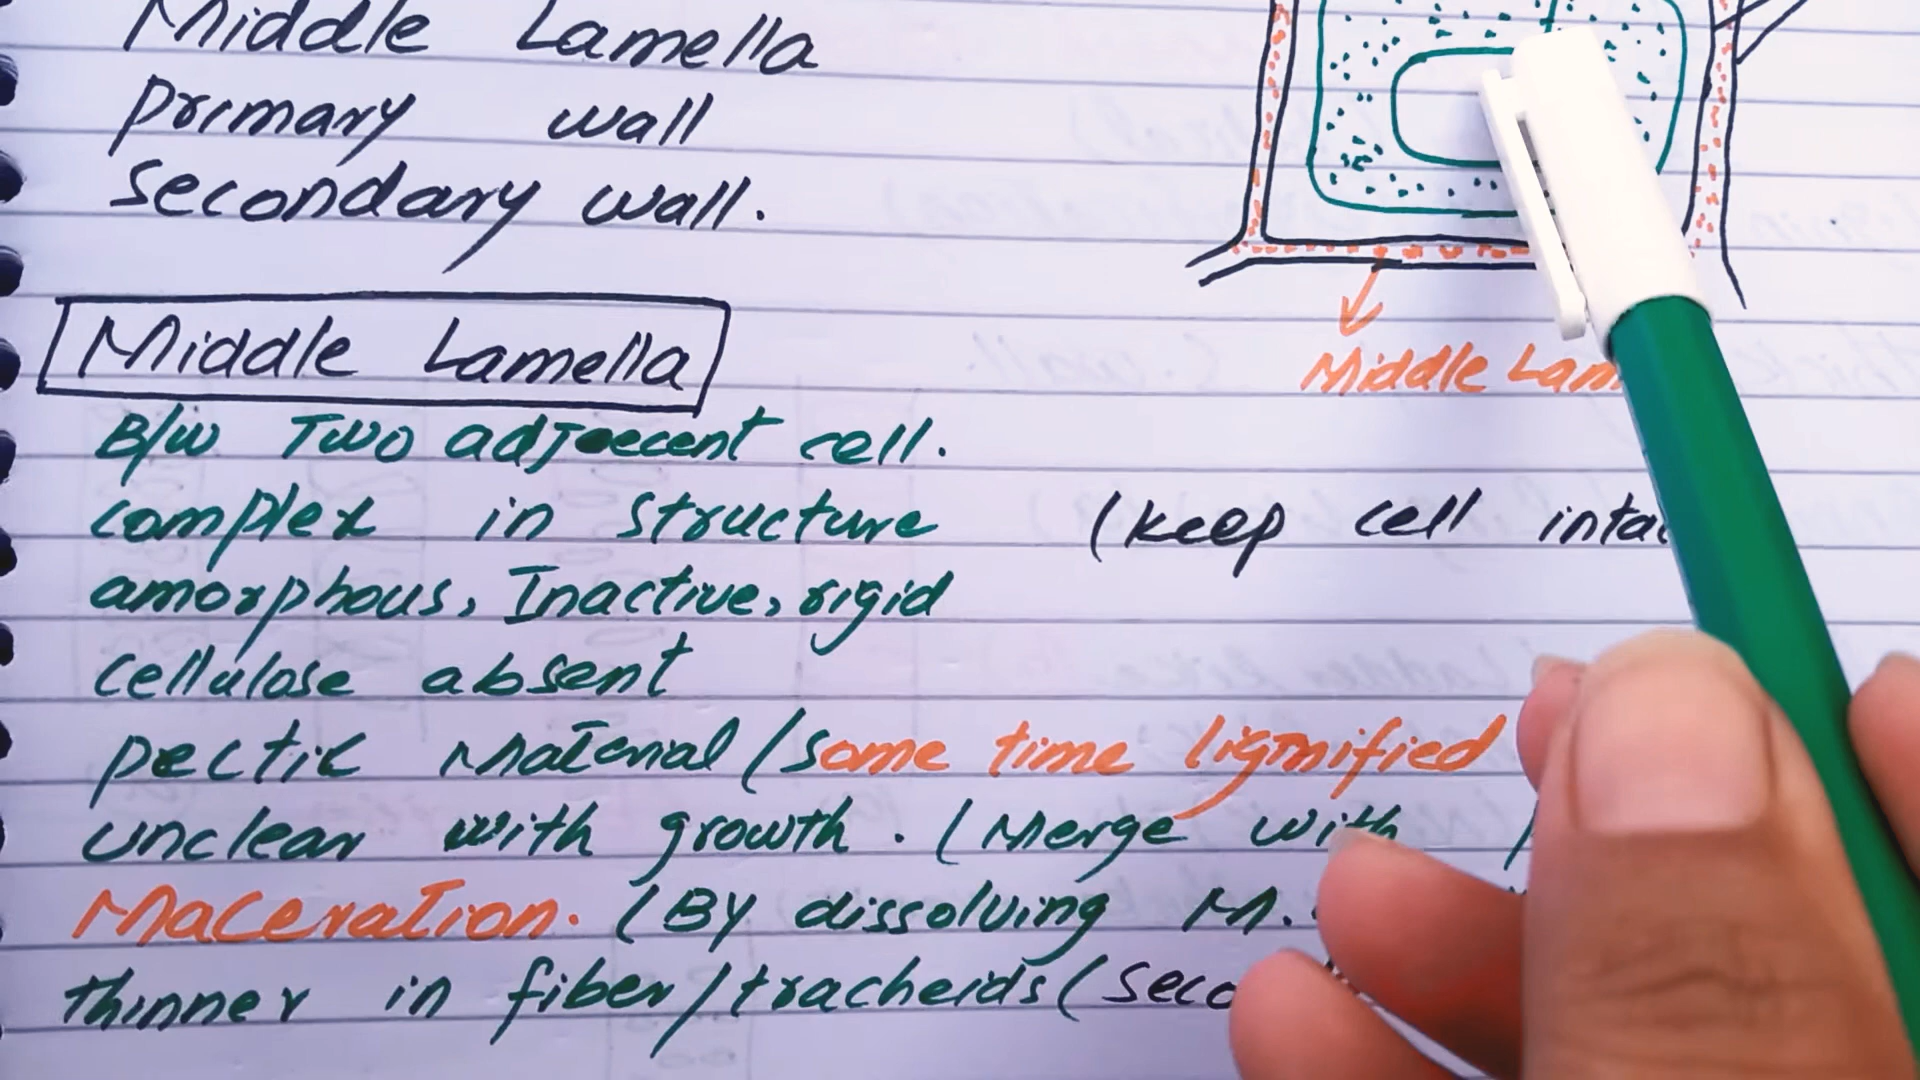 Middle Lamella
primary wall
Secondary wall.
Middle Lam
Middle Lamella
B/w Two adjecent cell.
complex in structure (keep cell inta
amorphous, Inactive, rigid
cellulose absent
pectic Material (some time lignified
unclear with growth. (Merge with
Maceration. (By dissolving M.
thinner in fiber/tracheids (seco